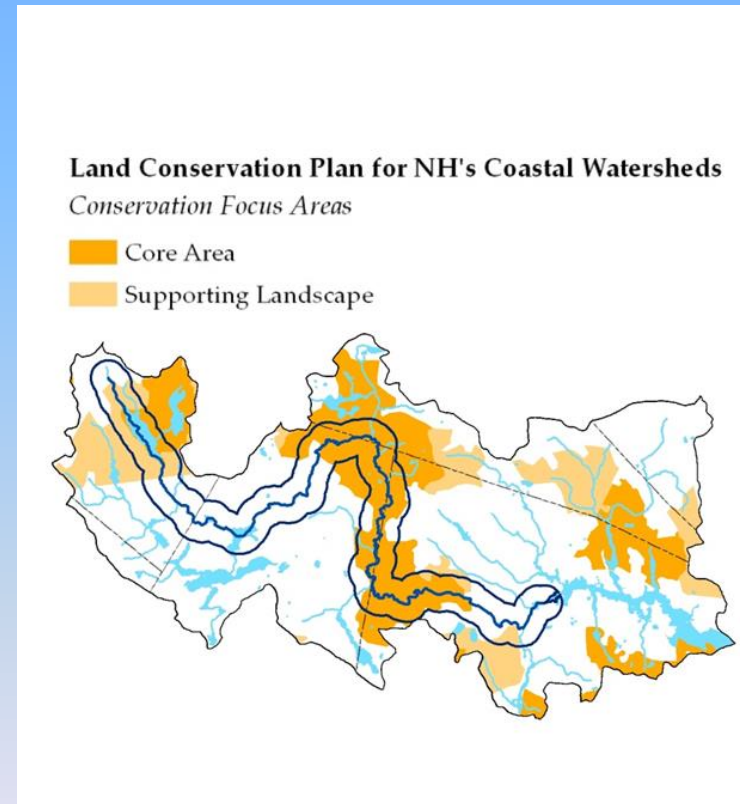 Land Conservation Plan for NH's Coastal Watersheds
Conservation Focus Areas
Core Area
Supporting Landscape